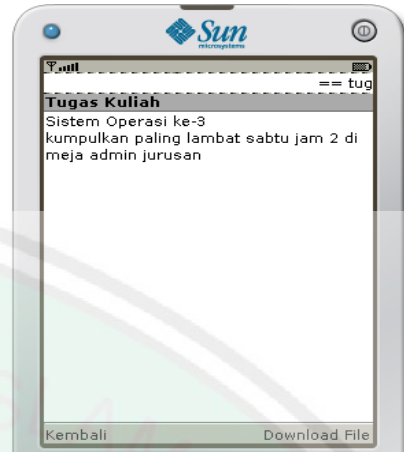 Sun
microsystems
== tug
Tugas Kuliah
Sistem Operasi ke-3
kumpulkan paling lambat sabtu jam 2 di
meja admin jurusan
Kembali Download File